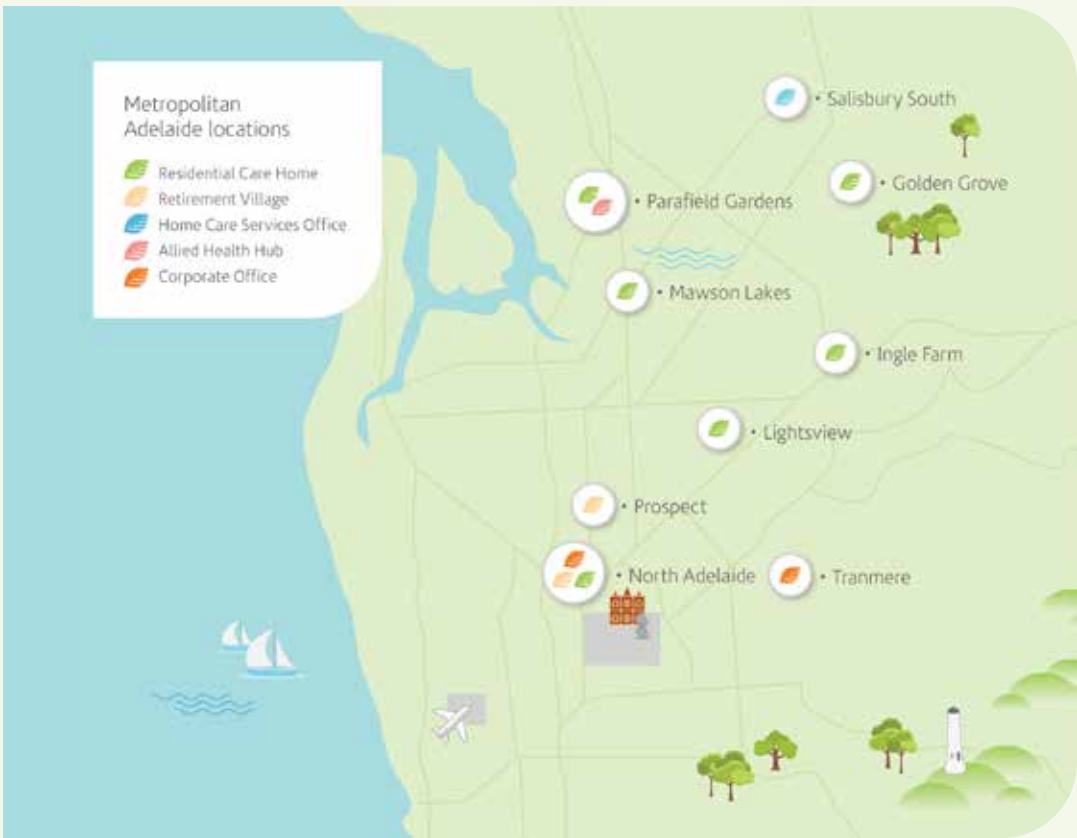 Metropolitan
Adelaide locations
Residential Care Home
Retirement Village
Home Care Services Office
Allied Health Hub
Corporate Office
• Salisbury South
• Golden Grove
• Parafield Gardens
• Mawson Lakes
• Ingle Farm
• Lightsview
• Prospect
• North Adelaide
• Tranmere